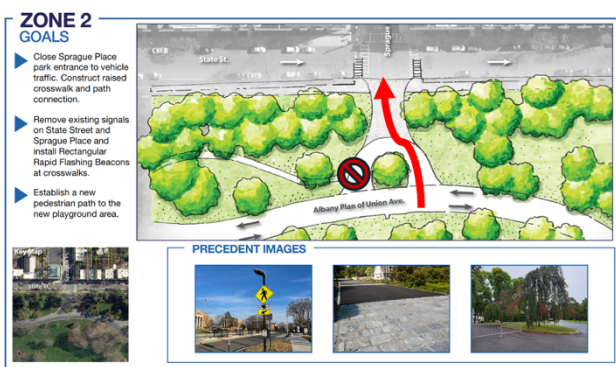 ZONE 2
GOALS
Close Sprague Place
park entrance to vehicle
traffic. Construct raised
crosswalk and path
connection.
Remove existing signals
on State Street and
Sprague Place and
install Rectangular
Rapid Flashing Beacons
at crosswalks.
Establish a new
pedestrian path to
the new playground area.
State St.
Sprague
Albany Plan of Union Ave.
Key Map
State St.
PRECEDENT IMAGES